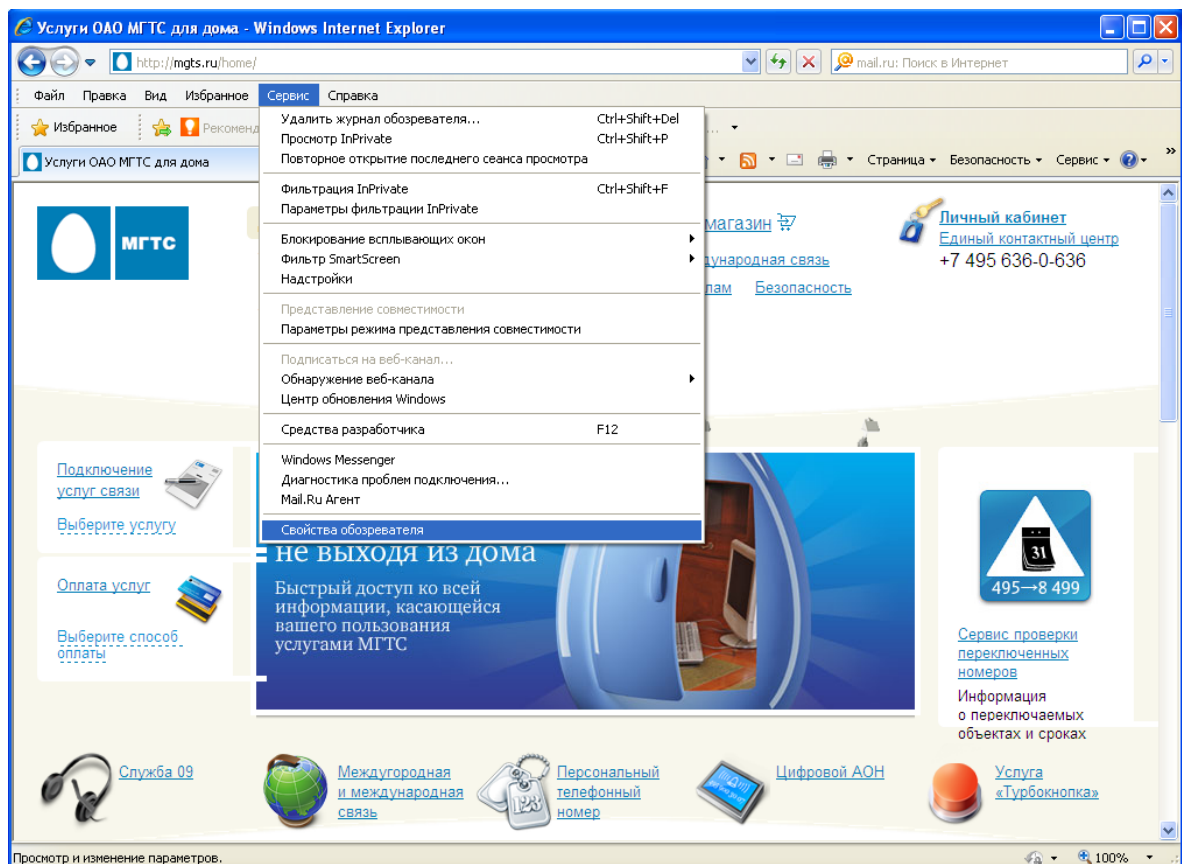 Услуги ОАО МГТС для дома - Windows Internet Explorer
http://mgts.ru/home/
mail.ru: Поиск в Интернет
Файл Правка Вид Избранное Сервис Справка
Избранное
Удалить журнал обозревателя... Ctrl+Shift+Del
Просмотр InPrivate Ctrl+Shift+P
Повторное открытие последнего сеанса просмотра
Фильтрация InPrivate Ctrl+Shift+F
Параметры фильтрации InPrivate
Блокирование всплывающих окон
Фильтр SmartScreen
Надстройки
Представление совместимости
Параметры режима представления совместимости
Подписаться на веб-канал...
Обнаружение веб-канала
Центр обновления Windows
Средства разработчика F12
Windows Messenger
Диагностика проблем подключения...
Mail.Ru Агент
Свойства обозревателя
Услуги ОАО МГТС для дома
Страница Безопасность Сервис
МГТС
магазин
Безопасность
связь
Личный кабинет
Единый контактный центр
+7 495 636-0-636
Подключение
услуг связи
Выберите услугу
Оплата услуг
Выберите способ
оплаты
не выходя из дома
Быстрый доступ ко всей
информации, касающейся
вашего пользования
услугами МГТС
31
495→8 499
Сервис проверки
переключенных
номеров
Информация
о переключаемых
объектах и сроках
Служба 09
Междугородная
и международная
связь
123
Персональный
телефонный
номер
Цифровой АОН
Услуга
«Турбокнопка»
Просмотр и изменение параметров.
100%